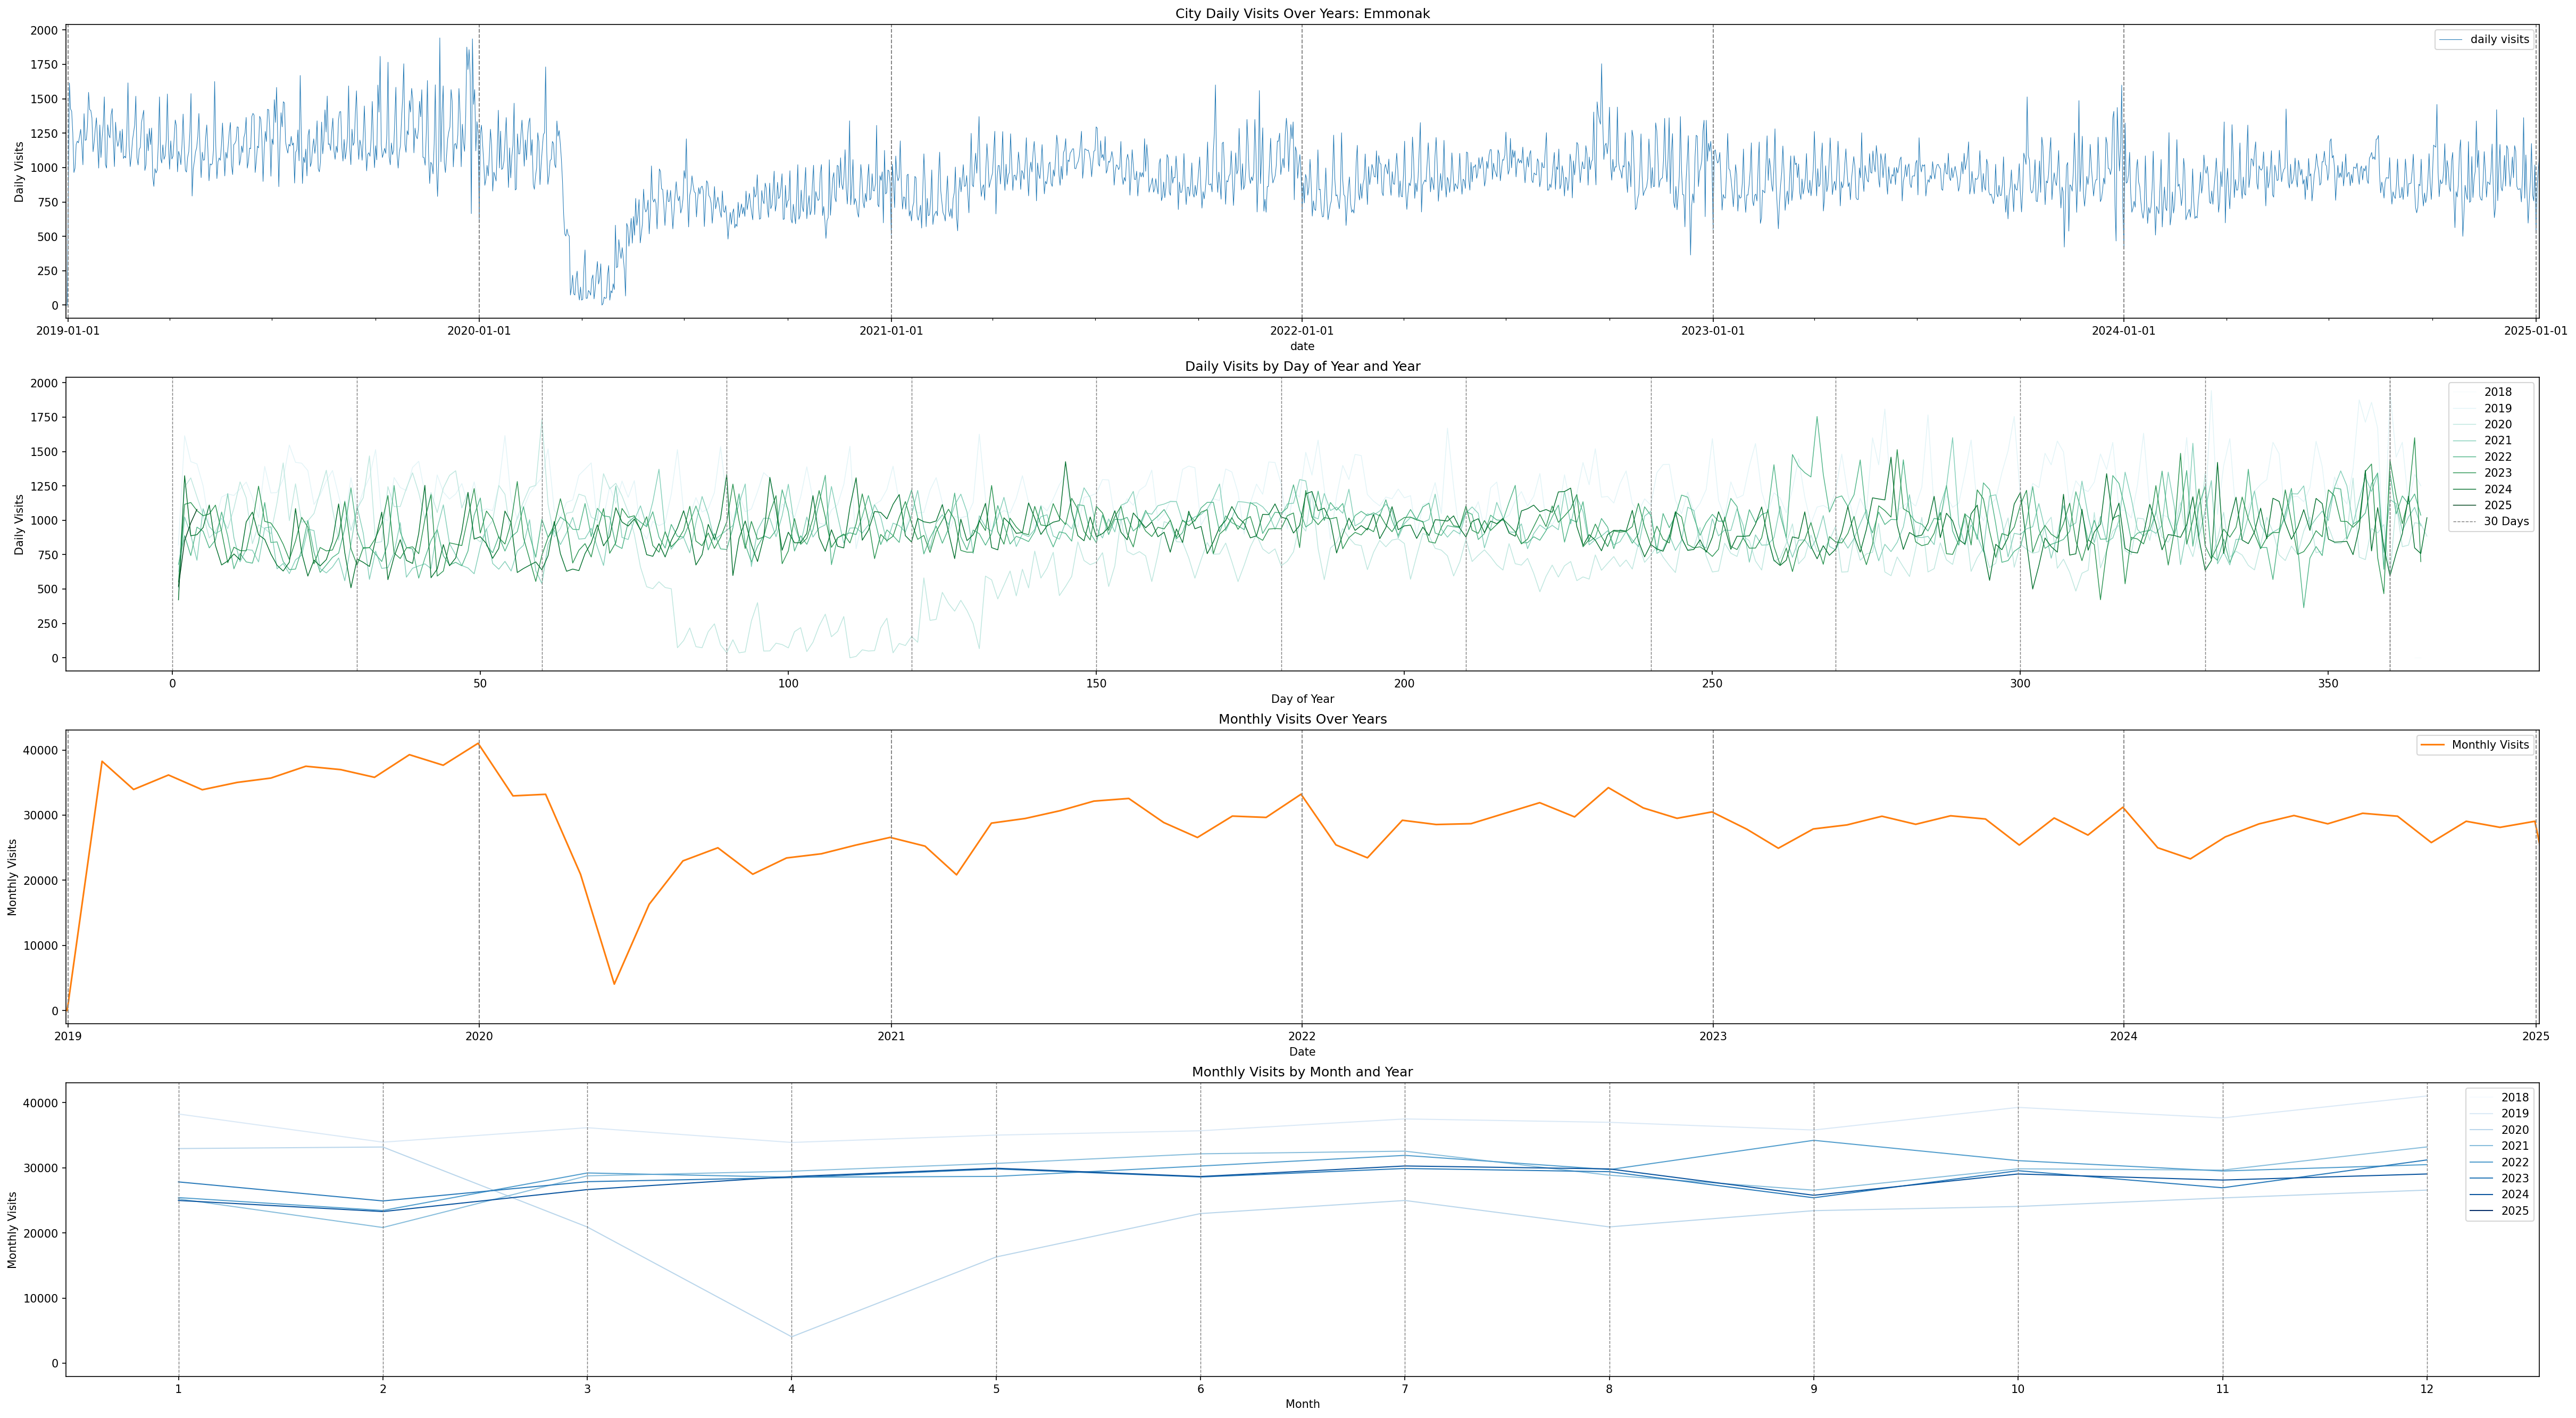 City Daily Visits Over Years: Emmonak
Daily Visits
2000
1750
1500
1250
1000
750
500
250
0
daily visits
2019-01-01 2020-01-01 2021-01-01 2022-01-01 2023-01-01 2024-01-01 2025-01-01
date
Daily Visits by Day of Year and Year
Daily Visits
2000
1750
1500
1250
1000
750
500
250
0
2018
2019
2020
2021
2022
2023
2024
2025
30 Days
0 50 100 150 200 250 300 350
Day of Year
Monthly Visits Over Years
Monthly Visits
40000
30000
20000
10000
0
Monthly Visits
2019 2020 2021 2022 2023 2024 2025
Date
Monthly Visits by Month and Year
Monthly Visits
40000
30000
20000
10000
0
2018
2019
2020
2021
2022
2023
2024
2025
1 2 3 4 5 6 7 8 9 10 11 12
Month